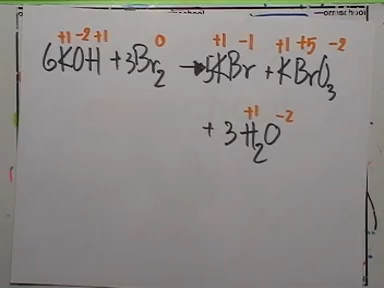 +1 -2 +1 0 +1 -1 +1 +5 -2
6KOH + 3Br₂ → 5KBr + KBrO₃
+1 -2
+ 3H₂O